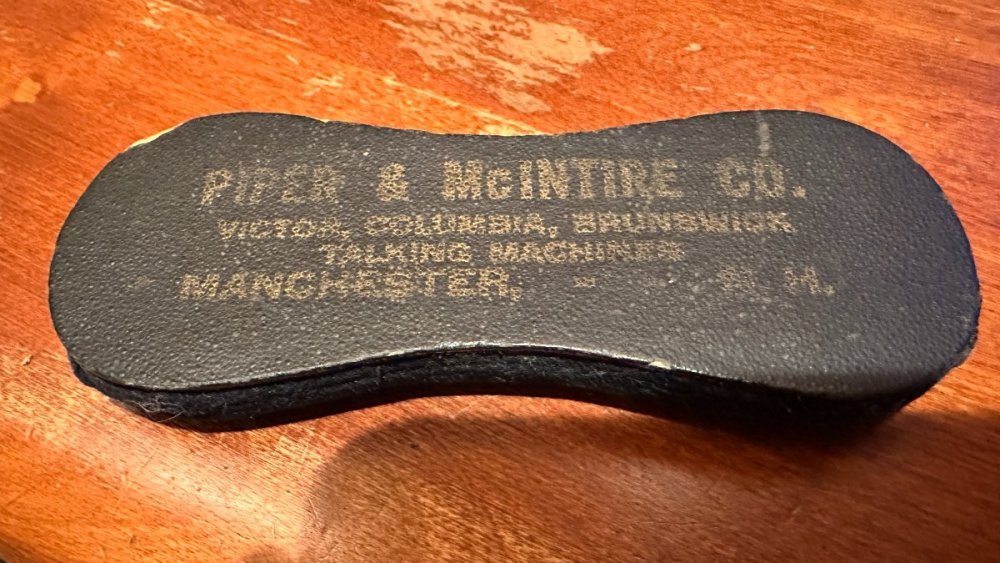 PIPER & McINTIRE CO.
VICTOR, COLUMBIA, BRUNSWICK
TALKING MACHINES
MANCHESTER, - - N. H.